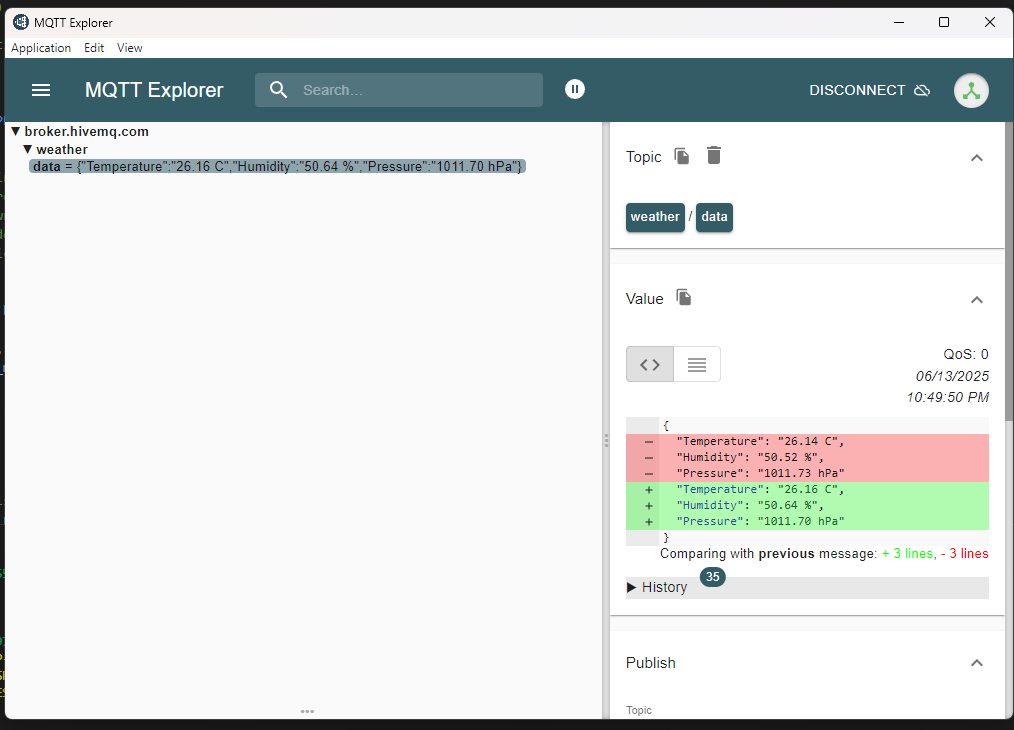 MQTT Explorer
Application Edit View
MQTT Explorer Search... DISCONNECT
▼ broker.hivemq.com
▼ weather
data = {"Temperature":"26.16 C","Humidity":"50.64 %","Pressure":"1011.70 hPa"}
Topic
weather / data
Value
QoS: 0
06/13/2025
10:49:50 PM
{
- "Temperature": "26.14 C",
- "Humidity": "50.52 %",
- "Pressure": "1011.73 hPa"
+ "Temperature": "26.16 C",
+ "Humidity": "50.64 %",
+ "Pressure": "1011.70 hPa"
}
Comparing with previous message: + 3 lines, - 3 lines
▶ History 35
Publish
Topic